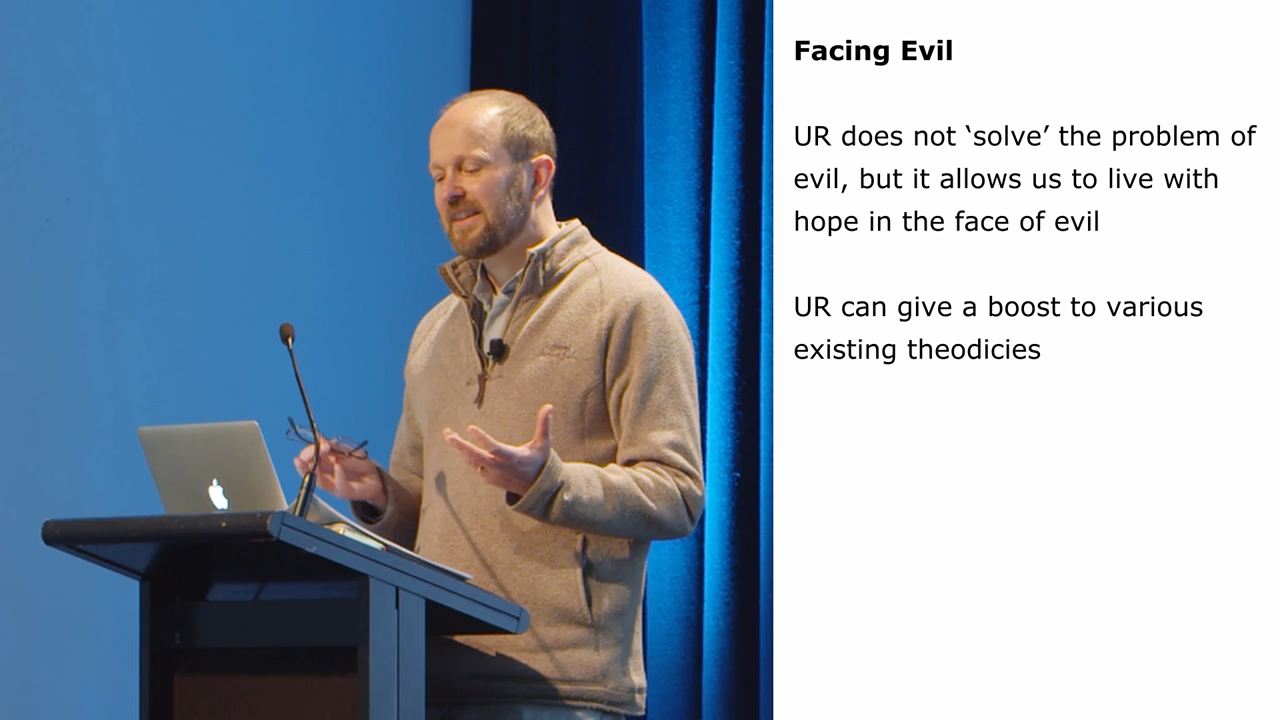 Facing Evil
UR does not ‘solve’ the problem of
evil, but it allows us to live with
hope in the face of evil
UR can give a boost to various
existing theodicies